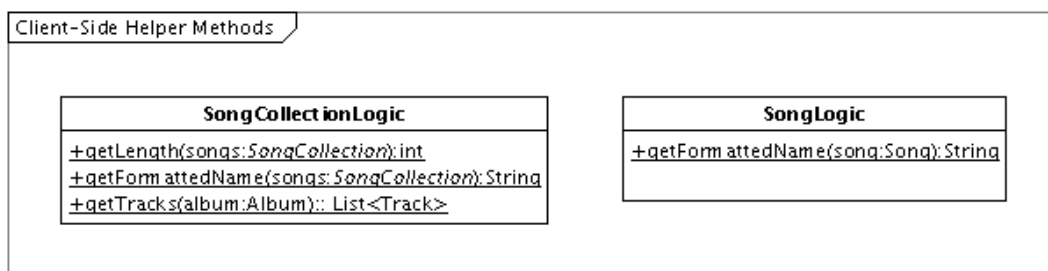 Client-Side Helper Methods
SongCollectionLogic
+getLength(songs:SongCollection):int
+getFormattedName(songs:SongCollection):String
+getTracks(album:Album):: List<Track>
SongLogic
+getFormattedName(song:Song):String